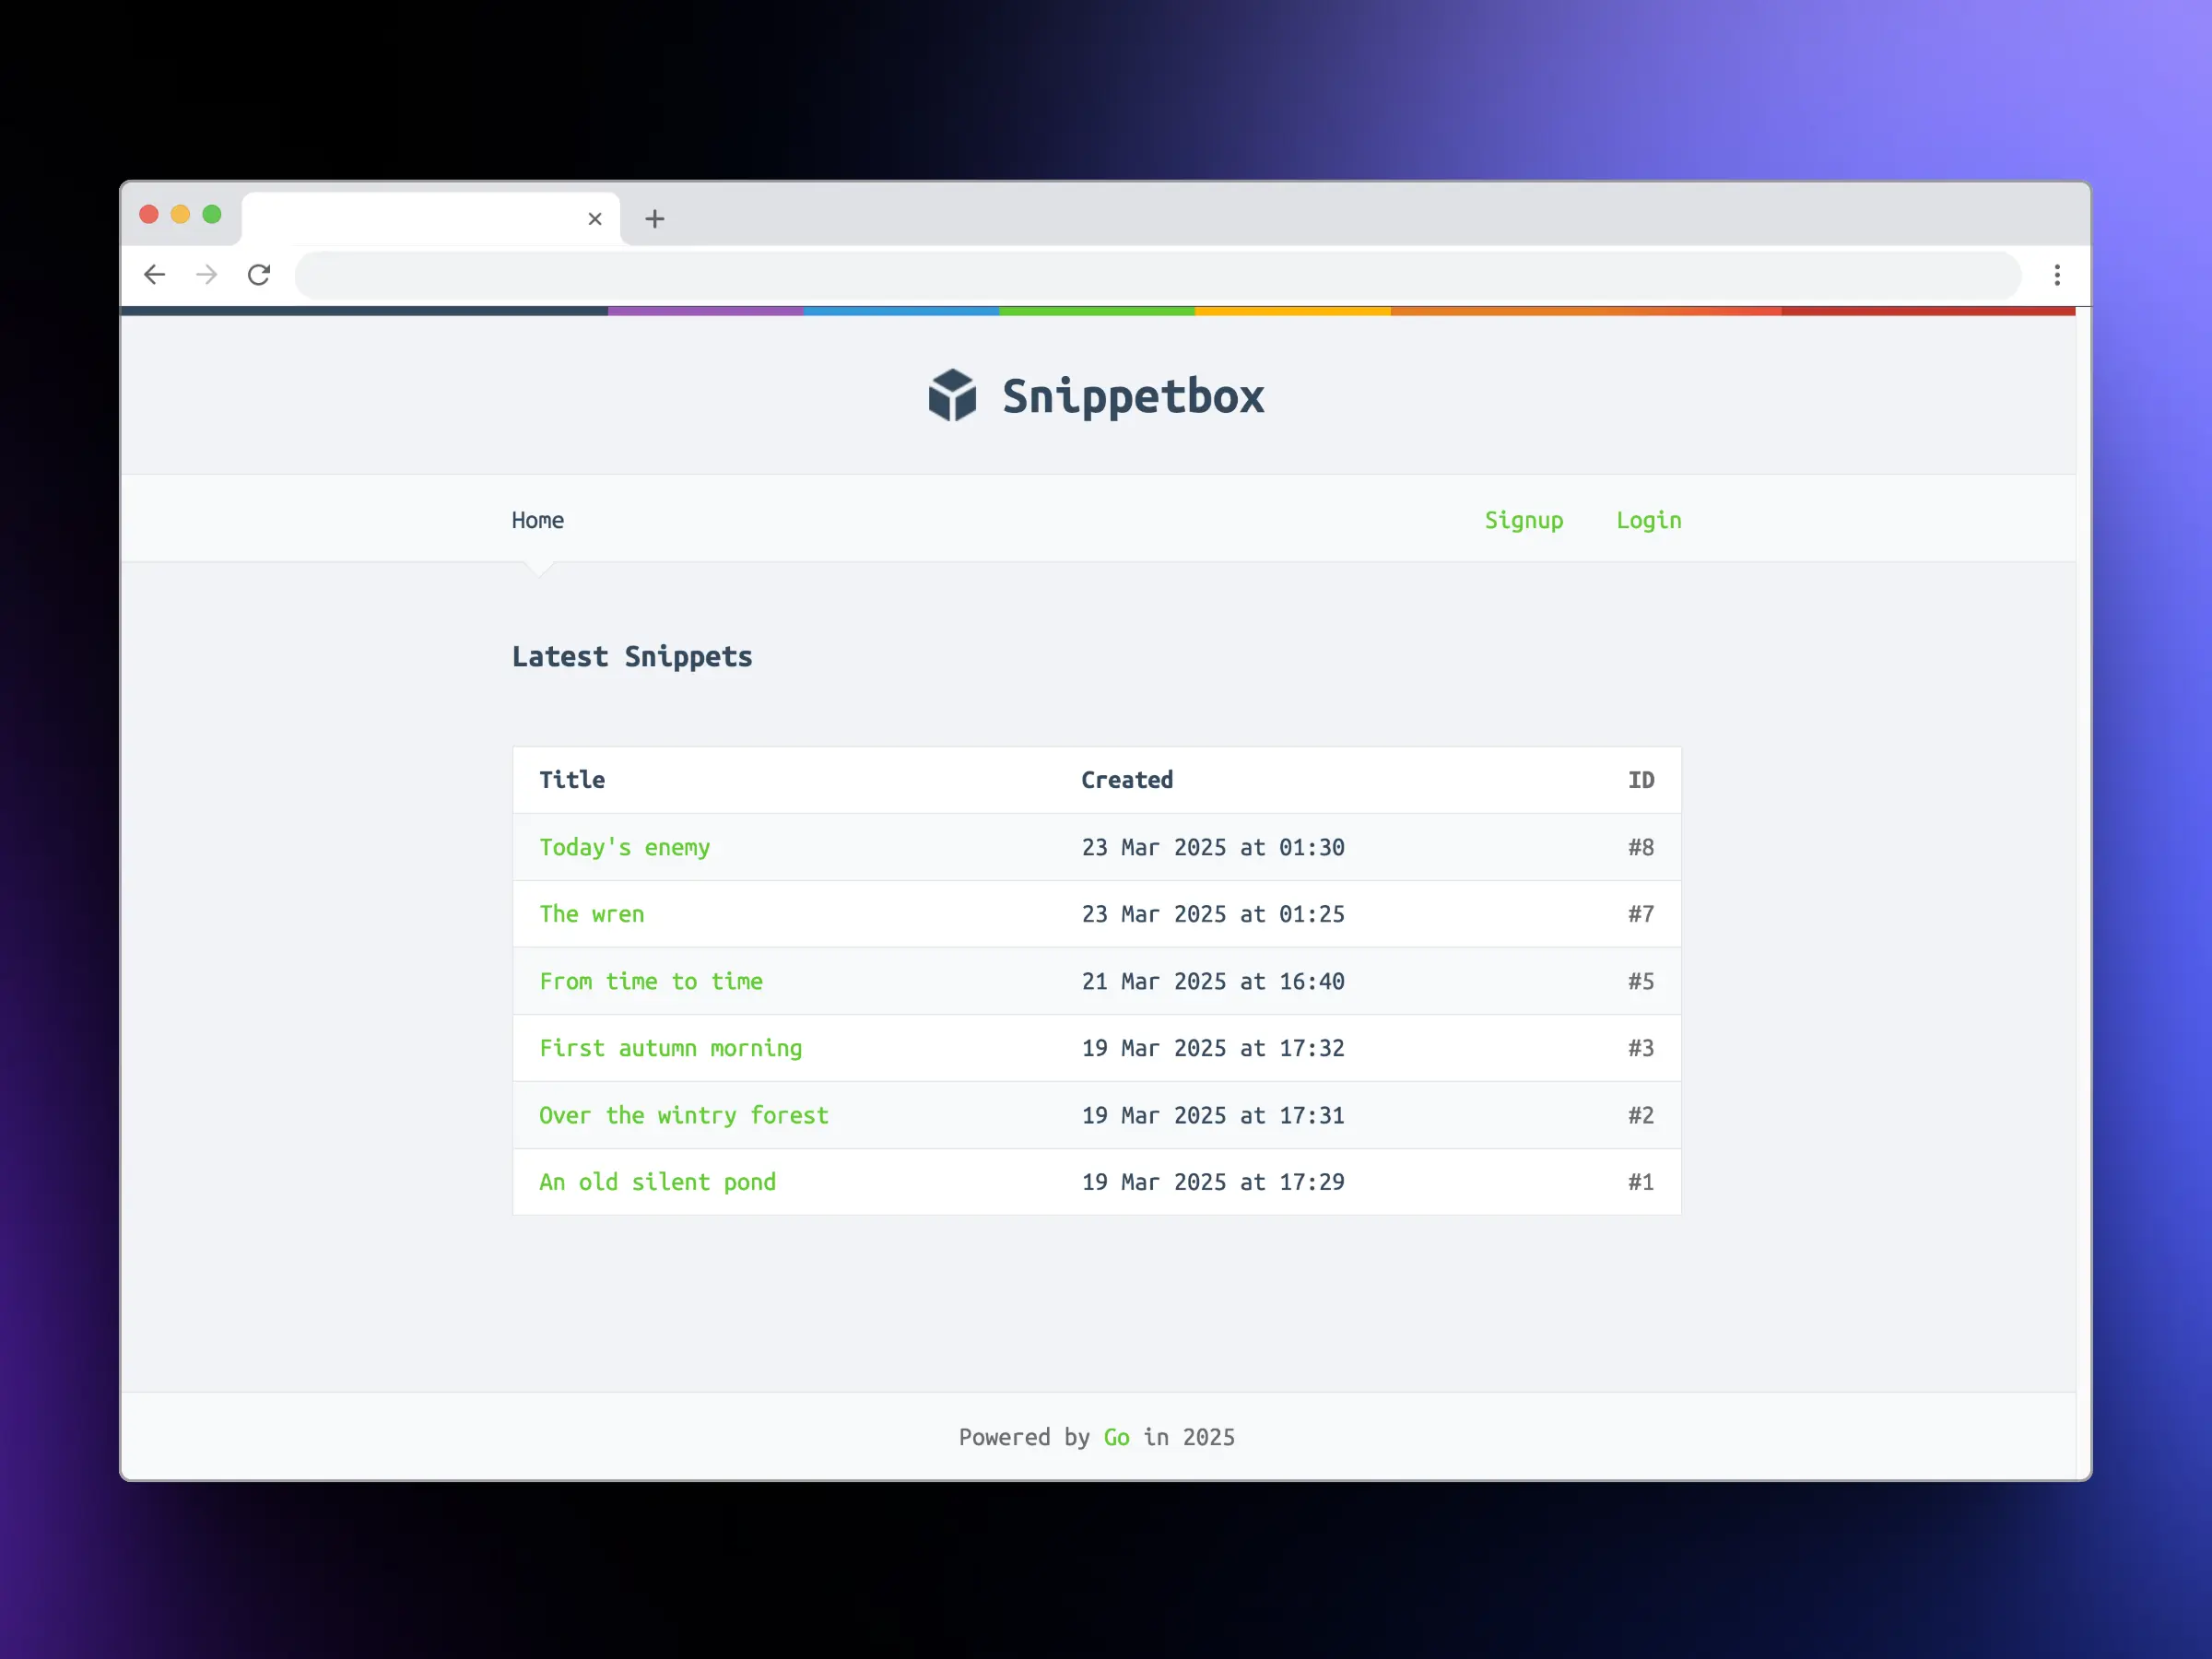 Snippetbox
Home Signup Login
Latest Snippets
Title Created ID
Today's enemy 23 Mar 2025 at 01:30 #8
The wren 23 Mar 2025 at 01:25 #7
From time to time 21 Mar 2025 at 16:40 #5
First autumn morning 19 Mar 2025 at 17:32 #3
Over the wintry forest 19 Mar 2025 at 17:31 #2
An old silent pond 19 Mar 2025 at 17:29 #1
Powered by Go in 2025